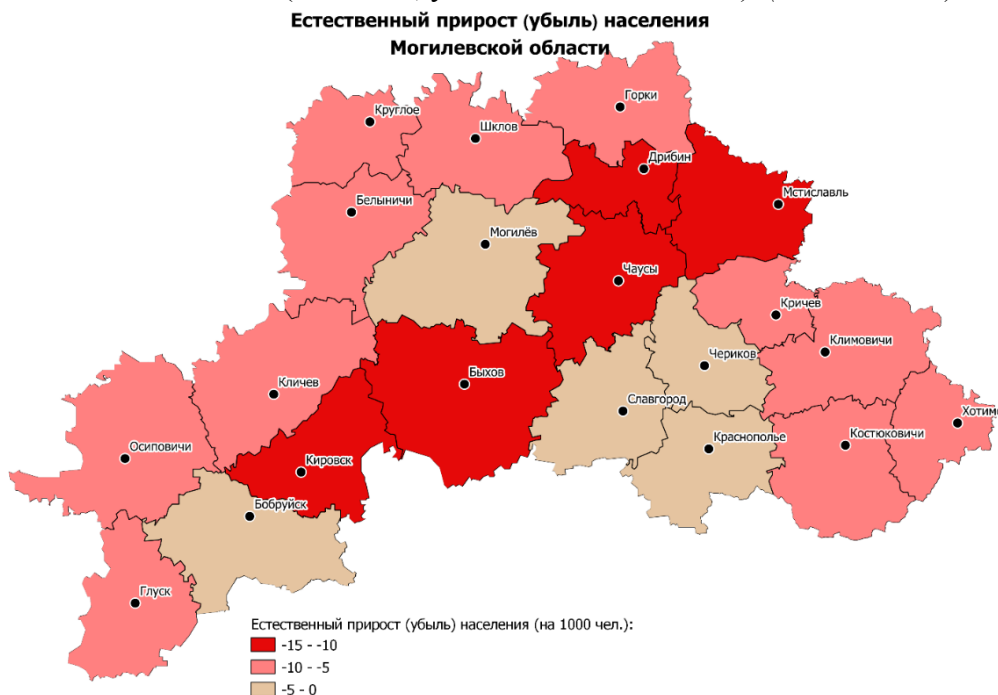 Естественный прирост (убыль) населения
Могилевской области
Горки
Круглое
Шклов
Дрибин
Мстиславль
Белыничи
Могилёв
Чаусы
Кричев
Климовичи
Чериков
Быхов
Кличев
Славгород
Хотим
Краснополье
Костюковичи
Осиповичи
Кировск
Бобруйск
Глуск
Естественный прирост (убыль) населения (на 1000 чел.):
-15 - -10
-10 - -5
-5 - 0